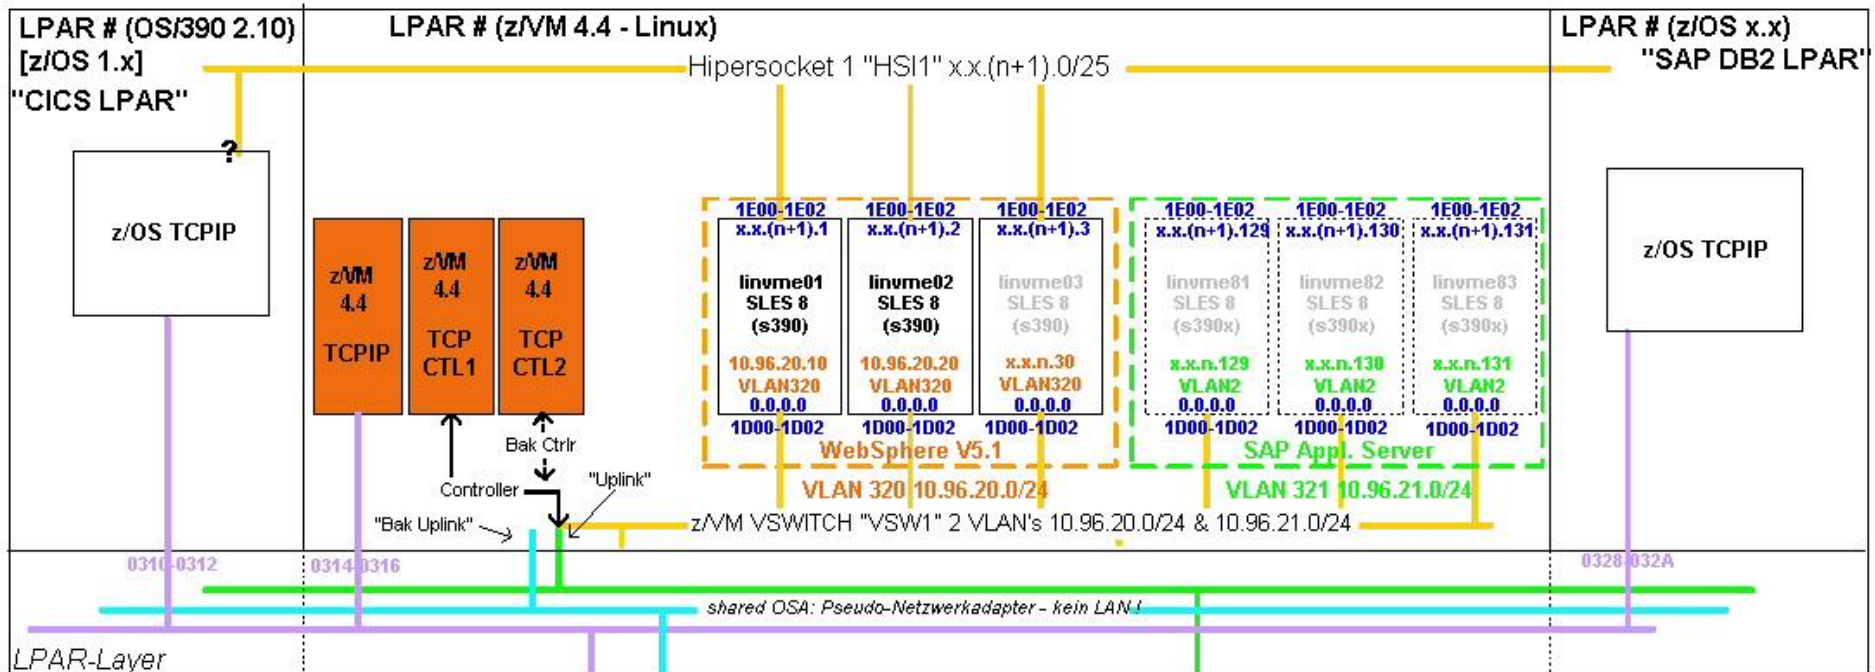 LPAR # (OS/390 2.10)
[z/OS 1.x]
"CICS LPAR"
LPAR # (z/VM 4.4 - Linux)
LPAR # (z/OS x.x)
"SAP DB2 LPAR"
Hipersocket 1 "HSI1" x.x.(n+1).0/25
?
z/OS TCPIP
z/VM
4.4
TCPIP
z/VM
4.4
TCP
CTL1
z/VM
4.4
TCP
CTL2
1E00-1E02
x.x.(n+1).1
linvrne01
SLES 8
(s390)
10.96.20.10
VLAN320
0.0.0.0
1D00-1D02
1E00-1E02
x.x.(n+1).2
linvrne02
SLES 8
(s390)
10.96.20.20
VLAN320
0.0.0.0
1D00-1D02
1E00-1E02
x.x.(n+1).3
linvrne03
SLES 8
(s390)
x.x.n.30
VLAN320
0.0.0.0
1D00-1D02
WebSphere V5.1
VLAN 320 10.96.20.0/24
1E00-1E02
x.x.(n+1).129
linvrne81
SLES 8
(s390x)
x.x.n.129
VLAN2
0.0.0.0
1D00-1D02
1E00-1E02
x.x.(n+1).130
linvrne82
SLES 8
(s390x)
x.x.n.130
VLAN2
0.0.0.0
1D00-1D02
1E00-1E02
x.x.(n+1).131
linvrne83
SLES 8
(s390x)
x.x.n.131
VLAN2
0.0.0.0
1D00-1D02
SAP Appl. Server
VLAN 321 10.96.21.0/24
z/OS TCPIP
Bak Ctrlr
Controller
"Uplink"
"Bak Uplink"
z/VM VSWITCH "VSW1" 2 VLAN's 10.96.20.0/24 & 10.96.21.0/24
0310-0312
0314-0316
0328-032A
shared OSA: Pseudo-Netzwerkadapter - kein LAN !
LPAR-Layer